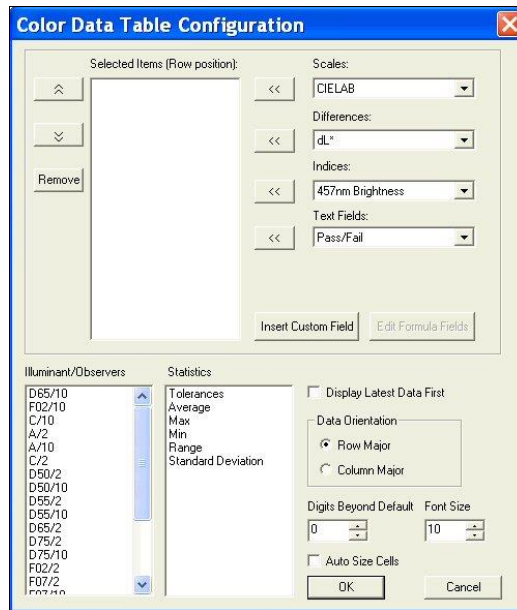 Color Data Table Configuration
Selected Items (Row position):
Scales:
<<
CIELAB
Differences:
<<
dL*
Remove
Indices:
<<
457nm Brightness
Text Fields:
<<
Pass/Fail
Insert Custom Field
Edit Formula Fields
Illuminant/Observers
Statistics
D65/10
F02/10
C/10
A/2
A/10
C/2
D50/2
D50/10
D55/2
D55/10
D65/2
D75/2
D75/10
F02/2
F07/2
F07/10
Tolerances
Average
Max
Min
Range
Standard Deviation
Display Latest Data First
Data Orientation
Row Major
Column Major
Digits Beyond Default
Font Size
0
10
Auto Size Cells
OK
Cancel